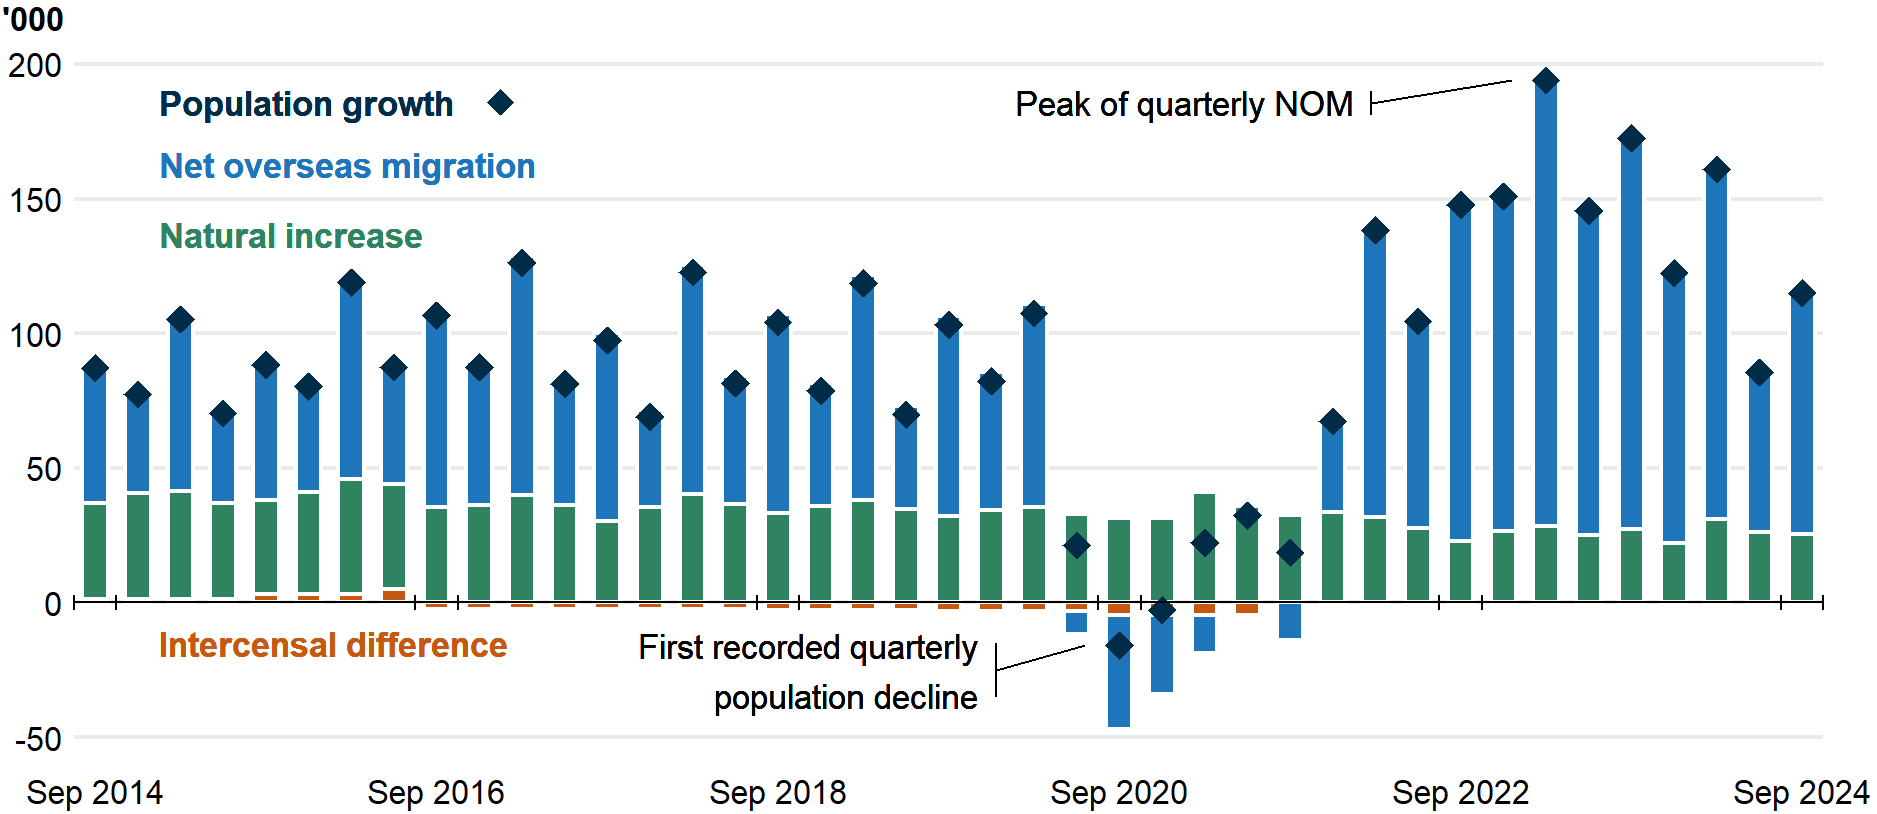 '000
200
Population growth
Peak of quarterly NOM
Net overseas migration
150
Natural increase
100
50
0
Intercensal difference
First recorded quarterly
population decline
-50
Sep 2014
Sep 2016
Sep 2018
Sep 2020
Sep 2022
Sep 2024